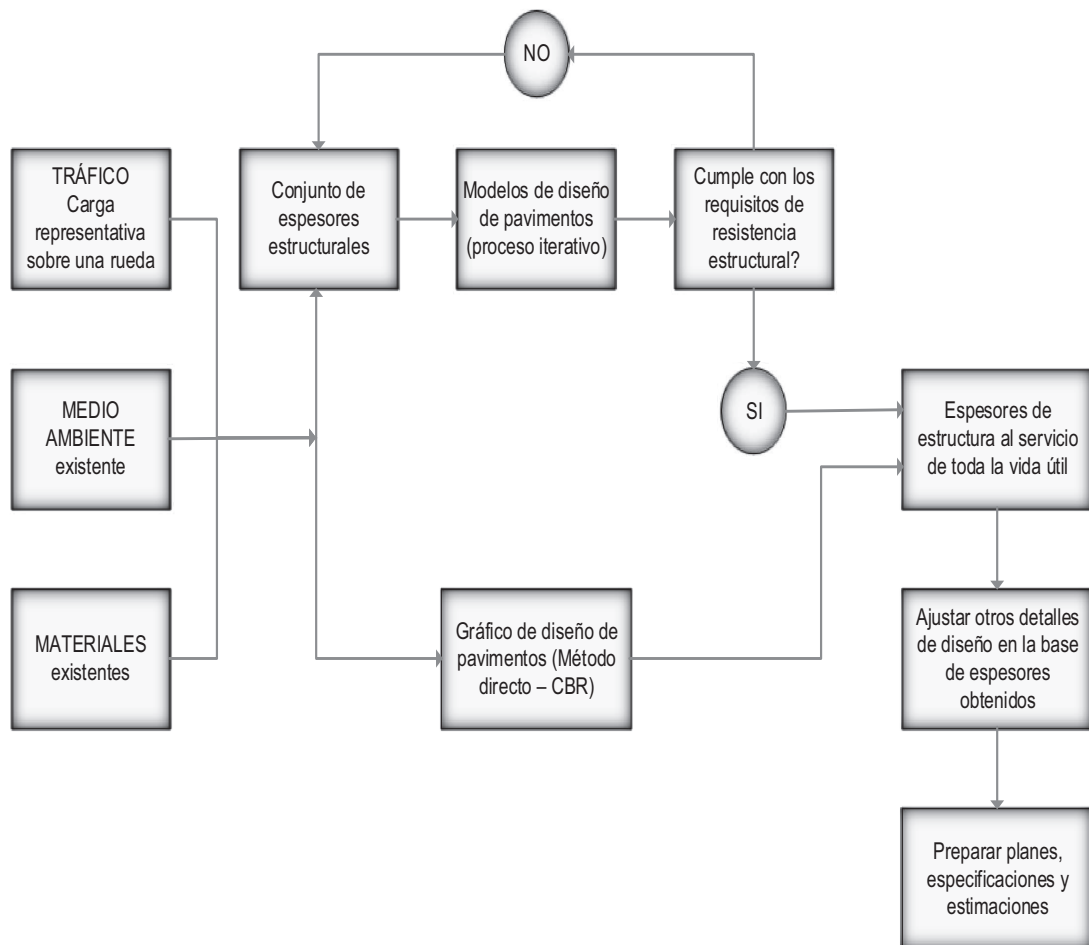 NO
TRÁFICO
Carga
representativa
sobre una rueda
Conjunto de
espesores
estructurales
Modelos de diseño
de pavimentos
(proceso iterativo)
Cumple con los
requisitos de
resistencia
estructural?
MEDIO
AMBIENTE
existente
SI
Espesores de
estructura al servicio
de toda la vida útil
MATERIALES
existentes
Gráfico de diseño de
pavimentos (Método
directo – CBR)
Ajustar otros detalles
de diseño en la base
de espesores
obtenidos
Preparar planes,
especificaciones y
estimaciones